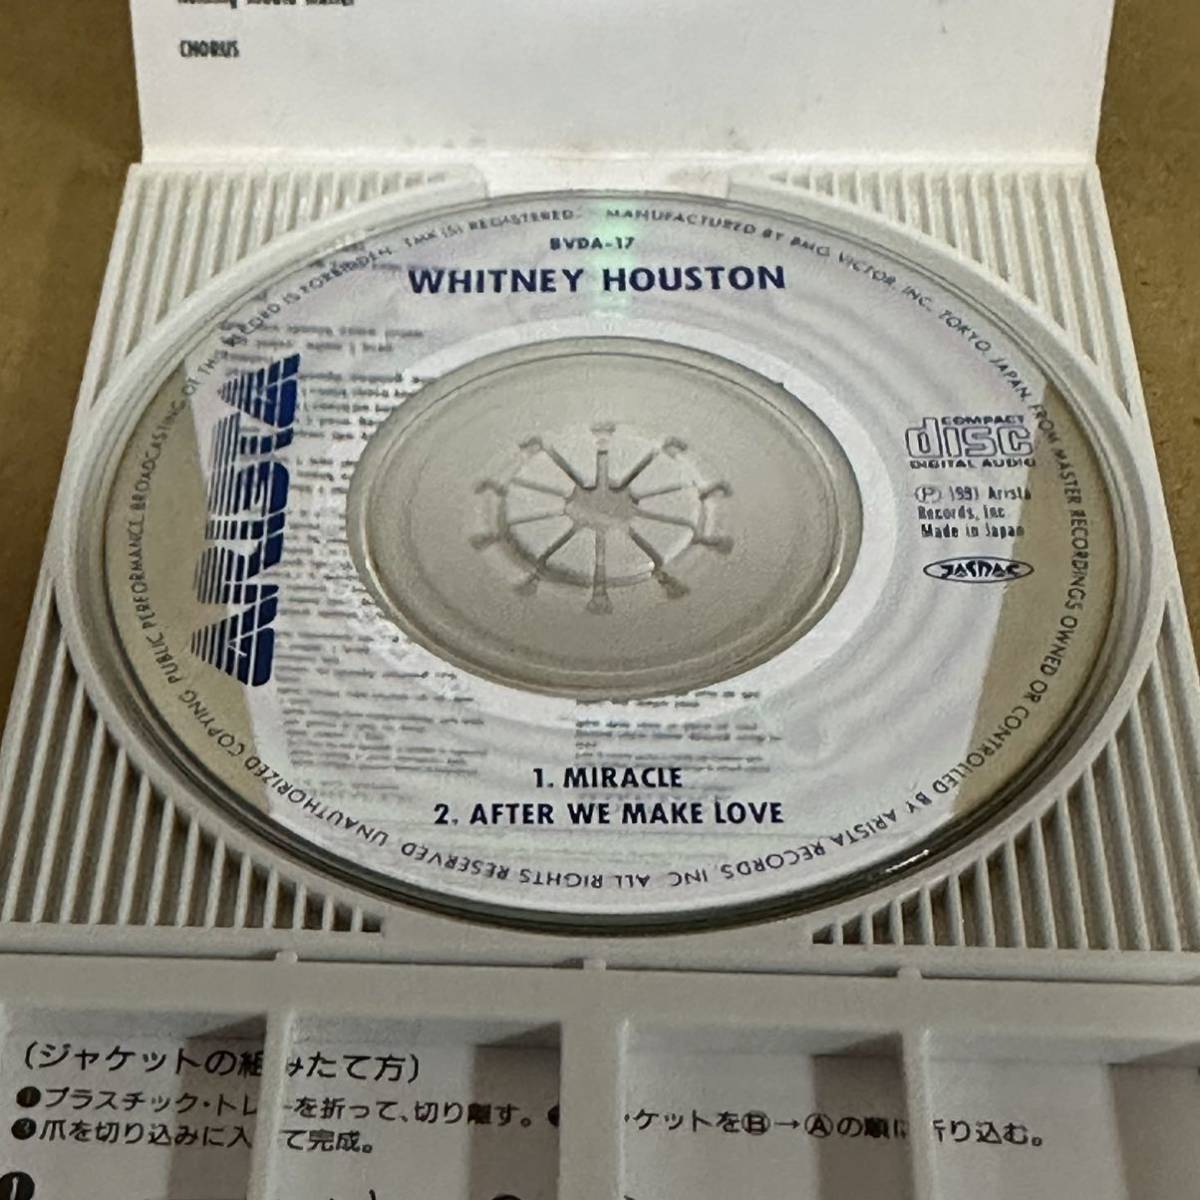 CHORUS
MANUFACTURED BY BMG VICTOR, INC., TOKYO, JAPAN. FROM MASTER RECORDINGS OWNED OR CONTROLLED BY ARISTA RECORDS, INC. ALL RIGHTS RESERVED. UNAUTHORIZED COPYING PUBLIC PERFORMANCE BROADCASTING OT THIS RECORD IS FORBIDDEN. TMK(S) REGISTERED.
BVDA-17
WHITNEY HOUSTON
ARISTA
COMPACT
disc
DIGITAL AUDIO
Ⓟ 1991 Arista
Records, Inc
Made in Japan
JASRAC
1. MIRACLE
2. AFTER WE MAKE LOVE
(ジャケットの組みたて方)
❶プラスチック・トレーを折って、切り離す。
ケットをⒷ→Ⓐの順に折り込む。
❸爪を切り込みに入 て完成。